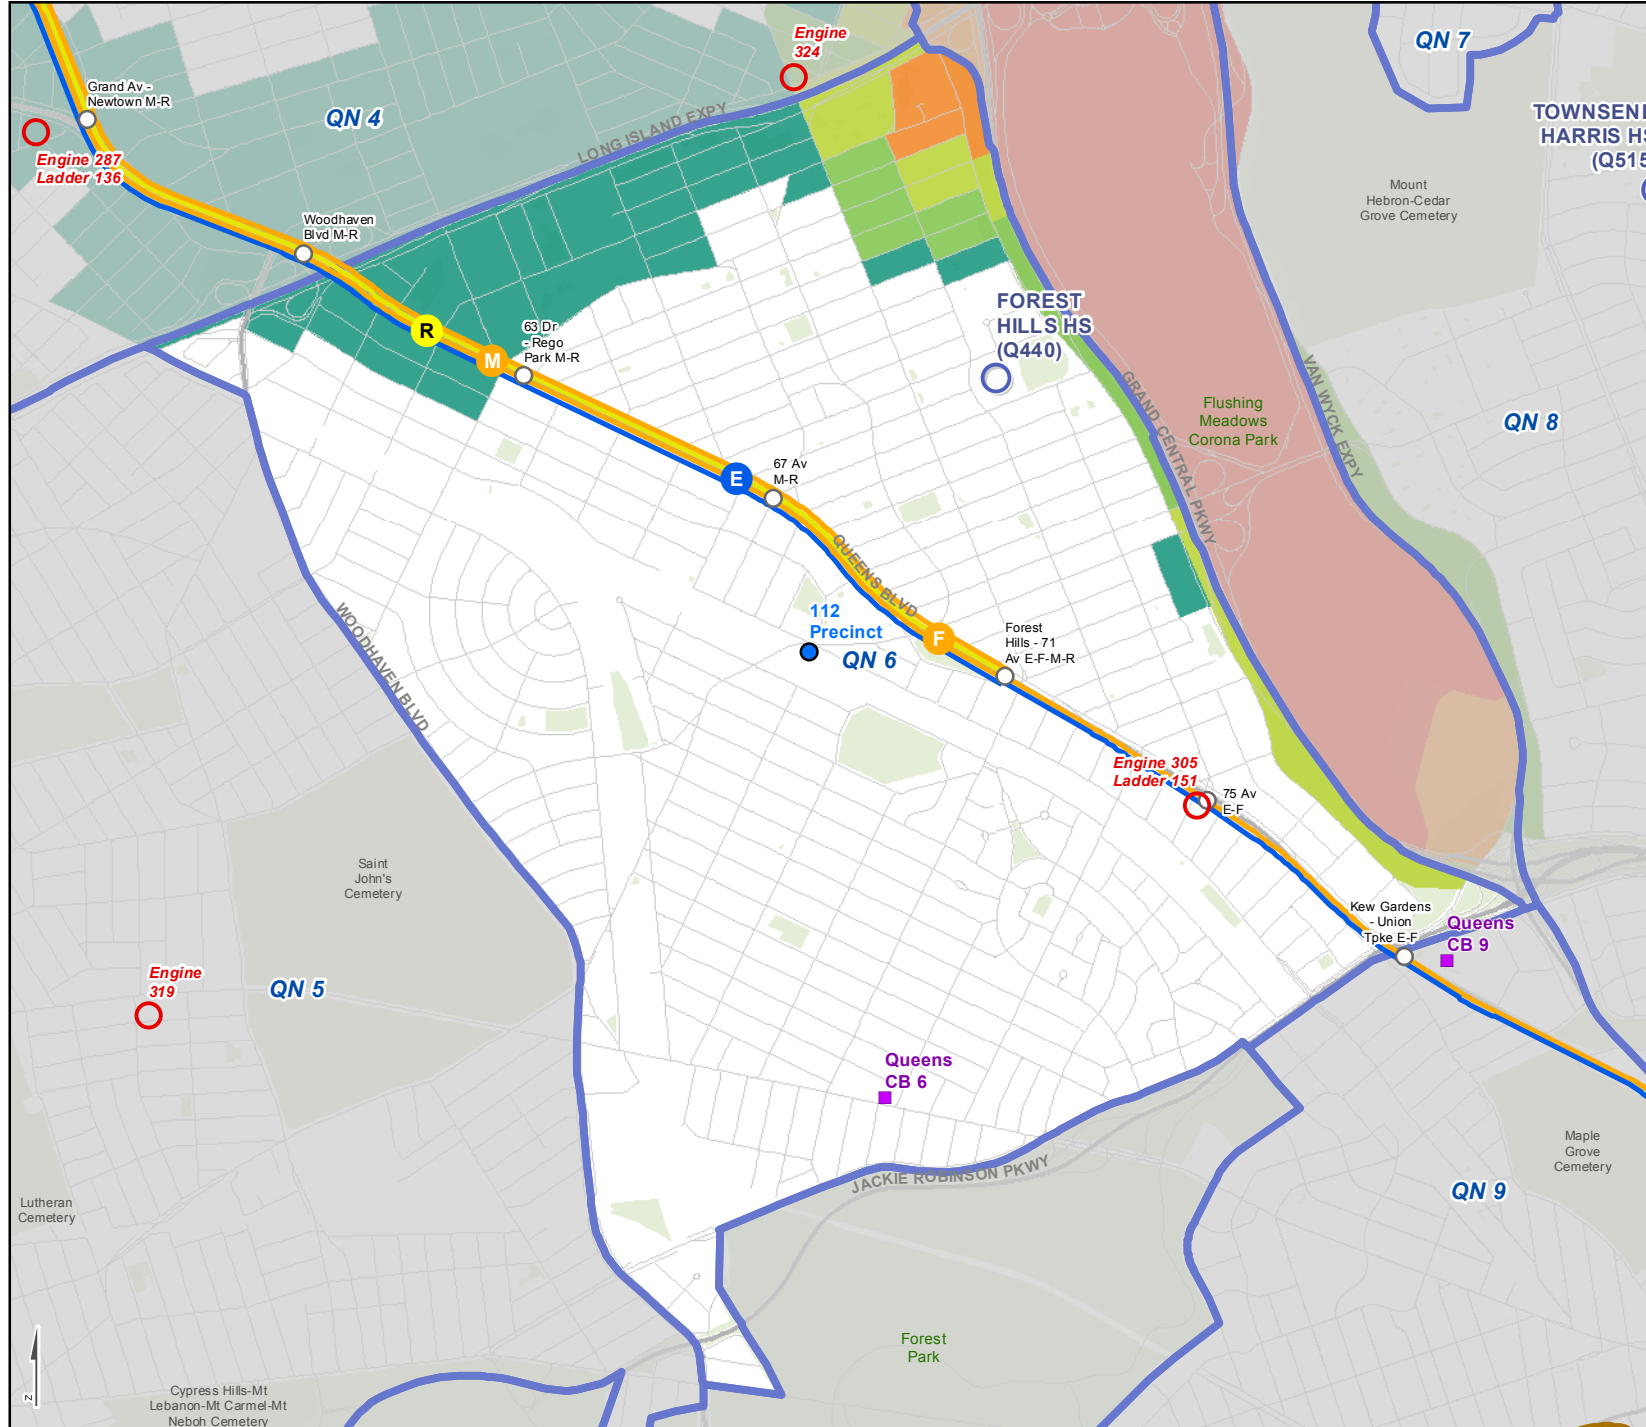 Engine
324
QN 7
Grand Av -
Newtown M-R
QN 4
TOWNSEN
HARRIS HS
(Q515
LONG ISLAND EXPY
Engine 287
Ladder 136
Mount
Hebron-Cedar
Grove Cemetery
Woodhaven
Blvd M-R
FOREST
HILLS HS
(Q440)
R
63 Dr
- Rego
Park M-R
M
VAN WYCK EXPY
GRAND CENTRAL PKWY
Flushing
Meadows
Corona Park
QN 8
E
67 Av
M-R
QUEENS BLVD
WOODHAVEN BLVD
112
Precinct
QN 6
F
Forest
Hills - 71
Av E-F-M-R
Engine 305
Ladder 151
75 Av
E-F
Saint
John's
Cemetery
Kew Gardens
- Union
Tpke E-F
Queens
CB 9
Engine
319
QN 5
Queens
CB 6
Maple
Grove
Cemetery
JACKIE ROBINSON PKWY
QN 9
Lutheran
Cemetery
Forest
Park
z
Cypress Hills-Mt
Lebanon-Mt Carmel-Mt
Neboh Cemetery